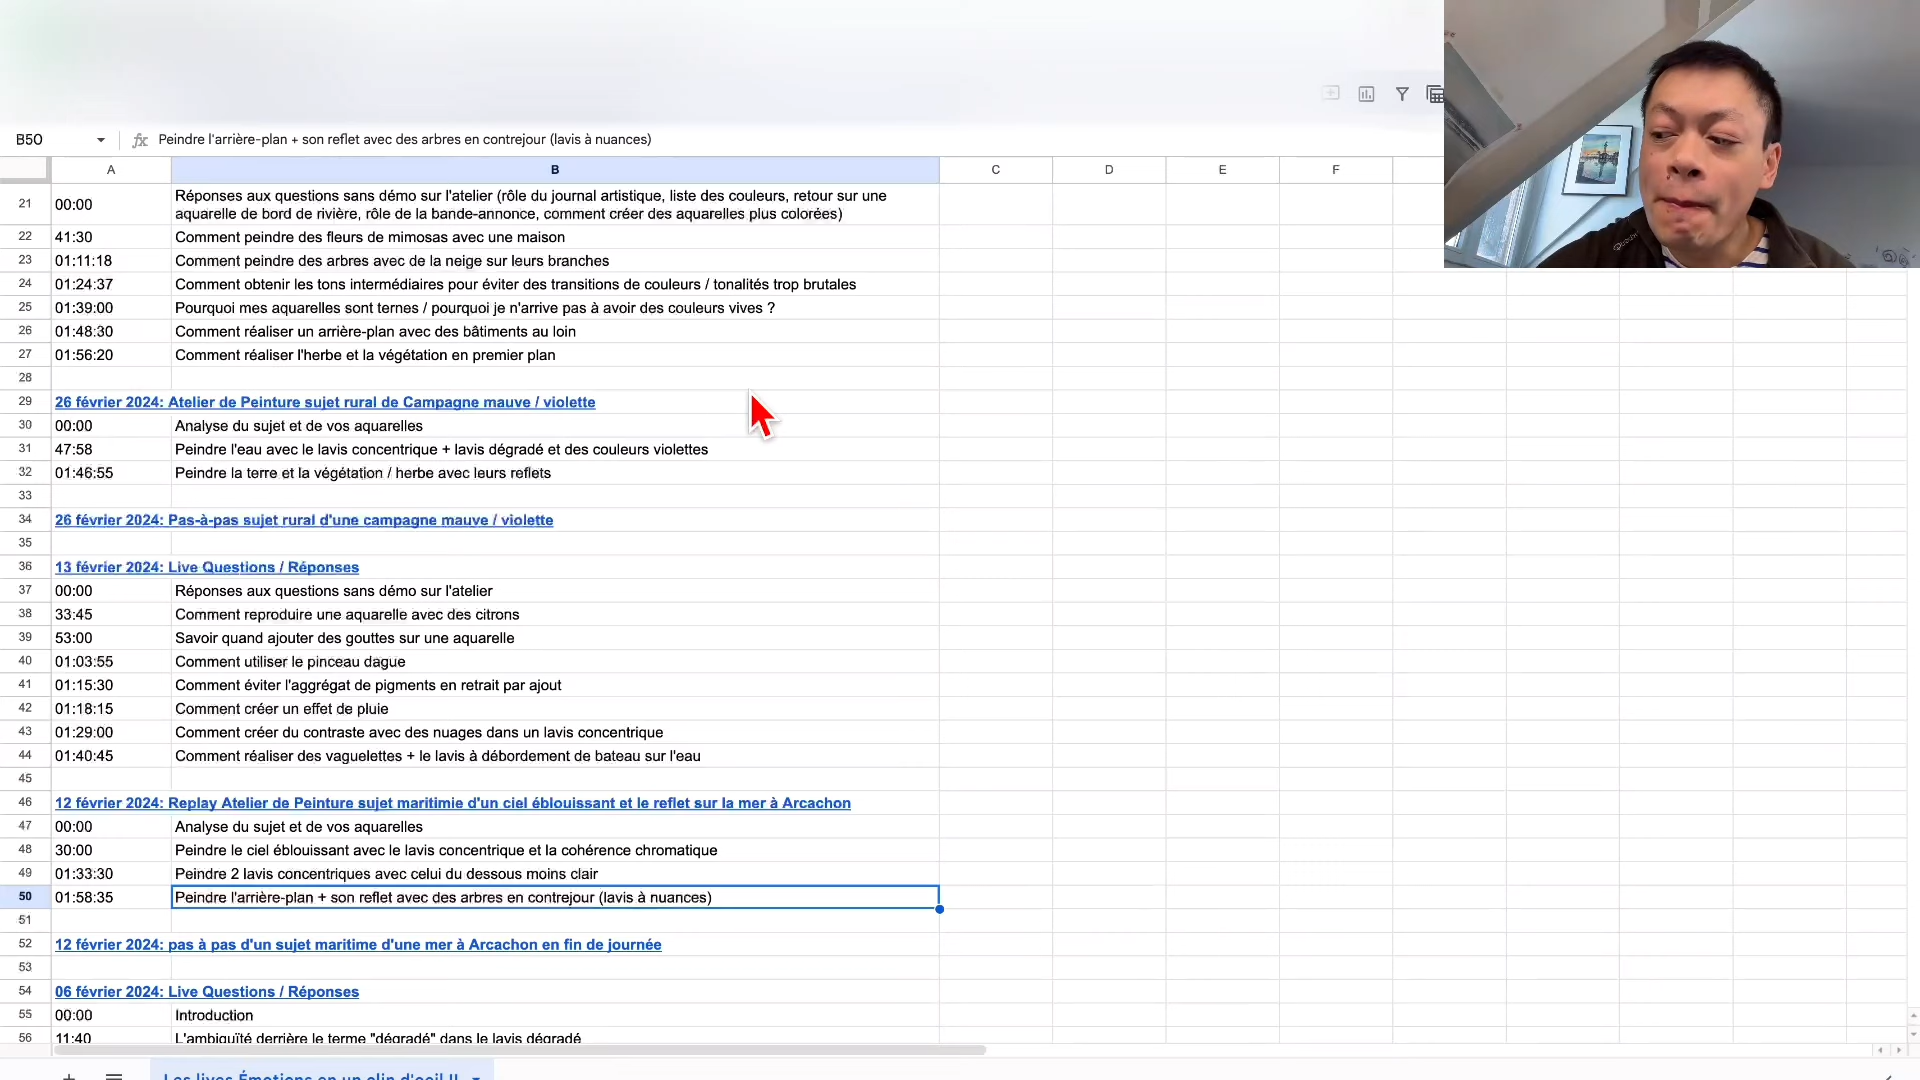 B50
fx
Peindre l'arrière-plan + son reflet avec des arbres en contrejour (lavis à nuances)
A B C D E F
21 00:00 Réponses aux questions sans démo sur l'atelier (rôle du journal artistique, liste des couleurs, retour sur une
aquarelle de bord de rivière, rôle de la bande-annonce, comment créer des aquarelles plus colorées)
22 41:30 Comment peindre des fleurs de mimosas avec une maison
23 01:11:18 Comment peindre des arbres avec de la neige sur leurs branches
24 01:24:37 Comment obtenir les tons intermédiaires pour éviter des transitions de couleurs / tonalités trop brutales
25 01:39:00 Pourquoi mes aquarelles sont ternes / pourquoi je n'arrive pas à avoir des couleurs vives ?
26 01:48:30 Comment réaliser un arrière-plan avec des bâtiments au loin
27 01:56:20 Comment réaliser l'herbe et la végétation en premier plan
28
29 26 février 2024: Atelier de Peinture sujet rural de Campagne mauve / violette
30 00:00 Analyse du sujet et de vos aquarelles
31 47:58 Peindre l'eau avec le lavis concentrique + lavis dégradé et des couleurs violettes
32 01:46:55 Peindre la terre et la végétation / herbe avec leurs reflets
33
34 26 février 2024: Pas-à-pas sujet rural d'une campagne mauve / violette
35
36 13 février 2024: Live Questions / Réponses
37 00:00 Réponses aux questions sans démo sur l'atelier
38 33:45 Comment reproduire une aquarelle avec des citrons
39 53:00 Savoir quand ajouter des gouttes sur une aquarelle
40 01:03:55 Comment utiliser le pinceau dague
41 01:15:30 Comment éviter l'aggrégat de pigments en retrait par ajout
42 01:18:15 Comment créer un effet de pluie
43 01:29:00 Comment créer du contraste avec des nuages dans un lavis concentrique
44 01:40:45 Comment réaliser des vaguelettes + le lavis à débordement de bateau sur l'eau
45
46 12 février 2024: Replay Atelier de Peinture sujet maritimie d'un ciel éblouissant et le reflet sur la mer à Arcachon
47 00:00 Analyse du sujet et de vos aquarelles
48 30:00 Peindre le ciel éblouissant avec le lavis concentrique et la cohérence chromatique
49 01:33:30 Peindre 2 lavis concentriques avec celui du dessous moins clair
50 01:58:35 Peindre l'arrière-plan + son reflet avec des arbres en contrejour (lavis à nuances)
51
52 12 février 2024: pas à pas d'un sujet maritime d'une mer à Arcachon en fin de journée
53
54 06 février 2024: Live Questions / Réponses
55 00:00 Introduction
56 11:40 L'ambiguïté derrière le terme "dégradé" dans le lavis dégradé
Les lives Émotions en un clin d'oeil II